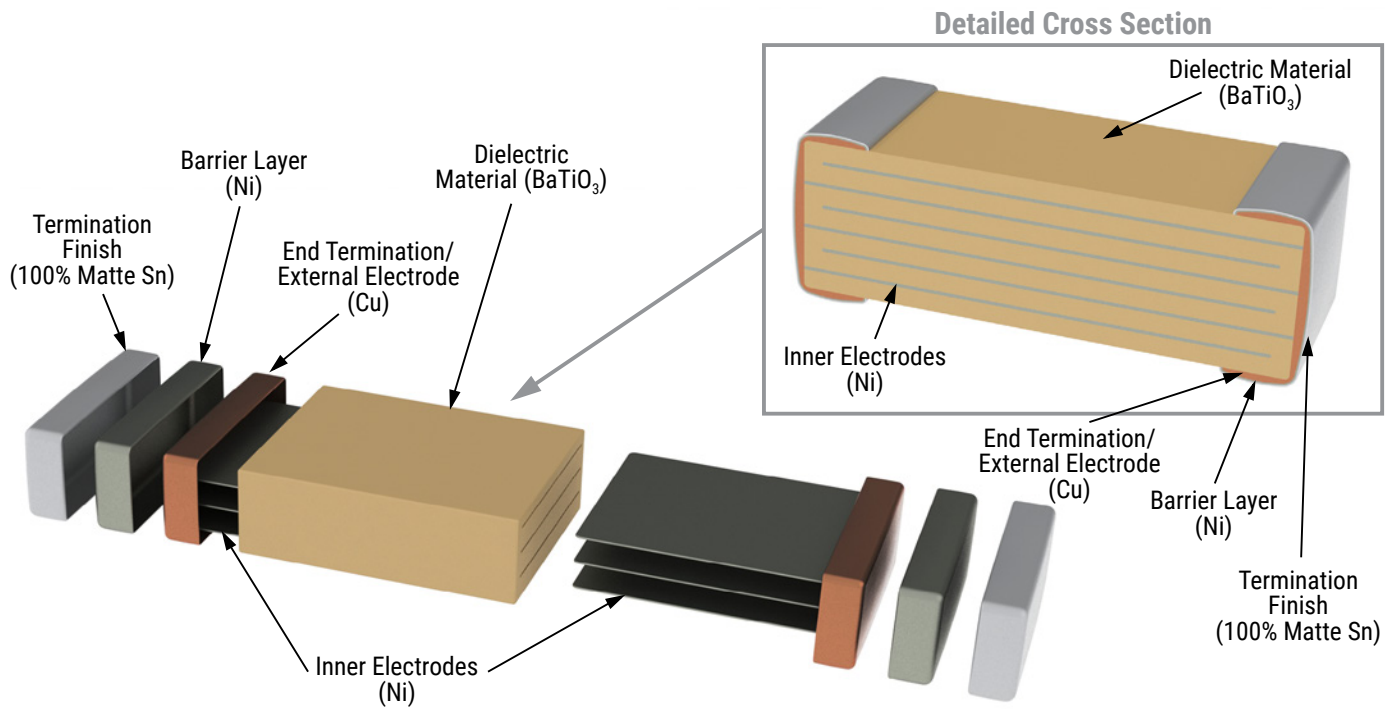 Detailed Cross Section
Dielectric Material
(BaTiO₃)
Inner Electrodes
(Ni)
End Termination/
External Electrode
(Cu)
Barrier Layer
(Ni)
Termination
Finish
(100% Matte Sn)
Dielectric
Material (BaTiO₃)
Barrier Layer
(Ni)
Termination
Finish
(100% Matte Sn)
End Termination/
External Electrode
(Cu)
Inner Electrodes
(Ni)